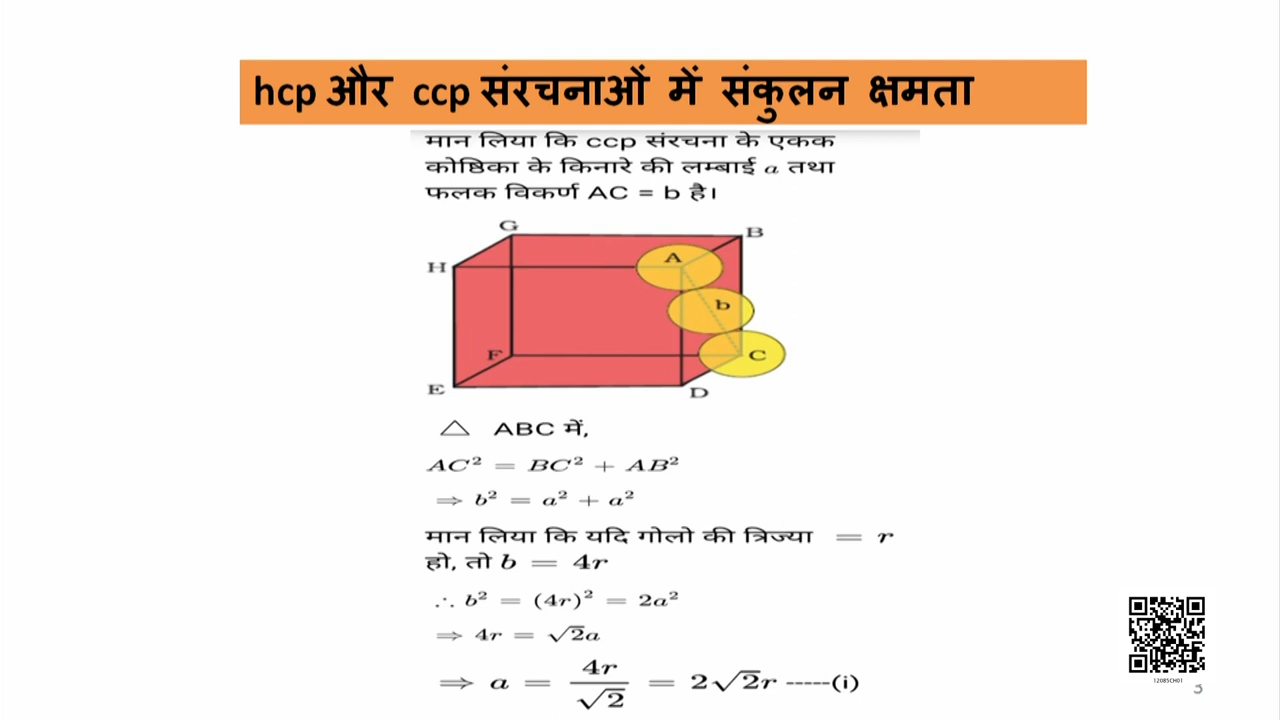 hcp और ccp संरचनाओं में संकुलन क्षमता
मान लिया कि ccp संरचना के एकक
कोष्ठिका के किनारे की लम्बाई a तथा
फलक विकर्ण AC = b है।
G
B
H
A
b
F
C
E
D
△ ABC में,
AC² = BC² + AB²
⇒ b² = a² + a²
मान लिया कि यदि गोलो की त्रिज्या = r
हो, तो b = 4r
∴ b² = (4r)² = 2a²
⇒ 4r = √2a
⇒ a = 4r/√2 = 2√2r -----(i)
12085CH01
3